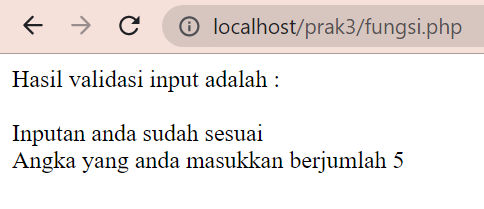 localhost/prak3/fungsi.php
Hasil validasi input adalah :
Inputan anda sudah sesuai
Angka yang anda masukkan berjumlah 5